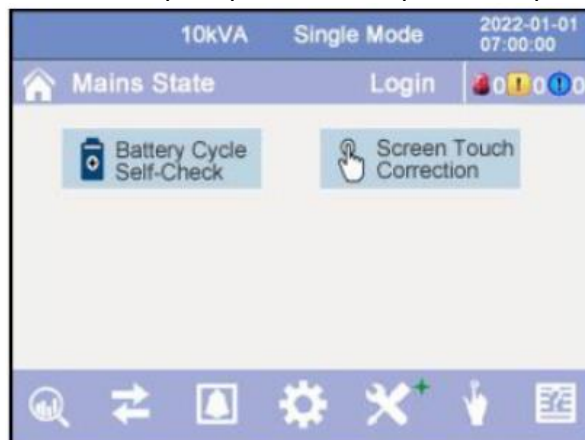 10kVA Single Mode 2022-01-01
07:00:00
Mains State Login 0 0 0
Battery Cycle
Self-Check
Screen Touch
Correction